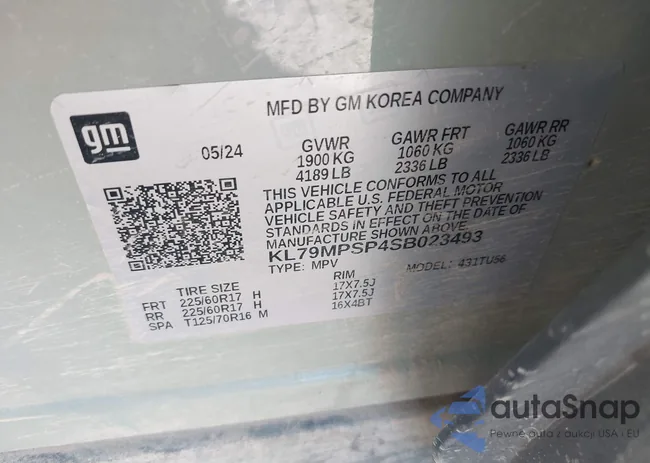 MFD BY GM KOREA COMPANY
gm
05/24
GVWR GAWR FRT GAWR RR
1900 KG 1060 KG 1060 KG
4189 LB 2336 LB 2336 LB
THIS VEHICLE CONFORMS TO ALL
APPLICABLE U.S. FEDERAL MOTOR
VEHICLE SAFETY AND THEFT PREVENTION
STANDARDS IN EFFECT ON THE DATE OF
MANUFACTURE SHOWN ABOVE.
KL79MPSP4SB023493
TYPE: MPV MODEL: 431TU56
TIRE SIZE RIM
FRT 225/60R17 H 17X7.5J
RR 225/60R17 H 17X7.5J
SPA T125/70R16 M 16X4BT
autoSnap
Pewne auta z aukcji USA i EU